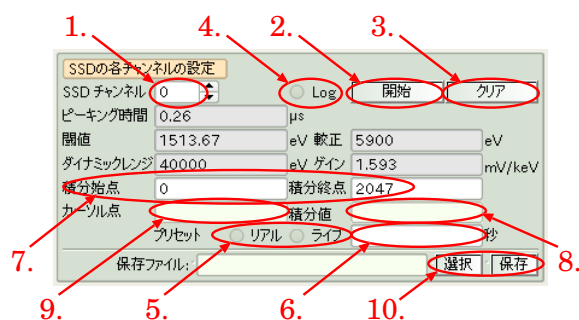 1. 4. 2. 3.
SSDの各チャンネルの設定
SSD チャンネル 0 Log 開始 クリア
ピーキング時間 0.26 μs
閾値 1513.67 eV 較正 5900 eV
ダイナミックレンジ 40000 eV ゲイン 1.593 mV/keV
積分始点 0 積分終点 2047
カーソル点 積分値
プリセット リアル ライブ 秒
7. 8.
保存ファイル: 選択 保存
9. 5. 6. 10.